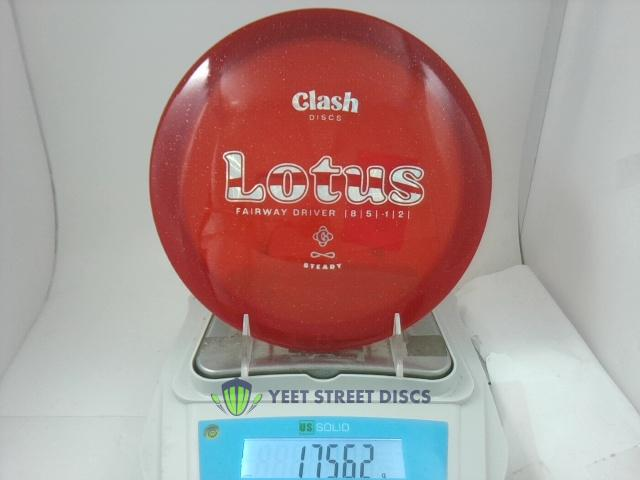 Clash
DISCS
Lotus
FAIRWAY DRIVER |8|5|-1|2|
STEADY
YEET STREET DISCS
US SOLID
175.62 g